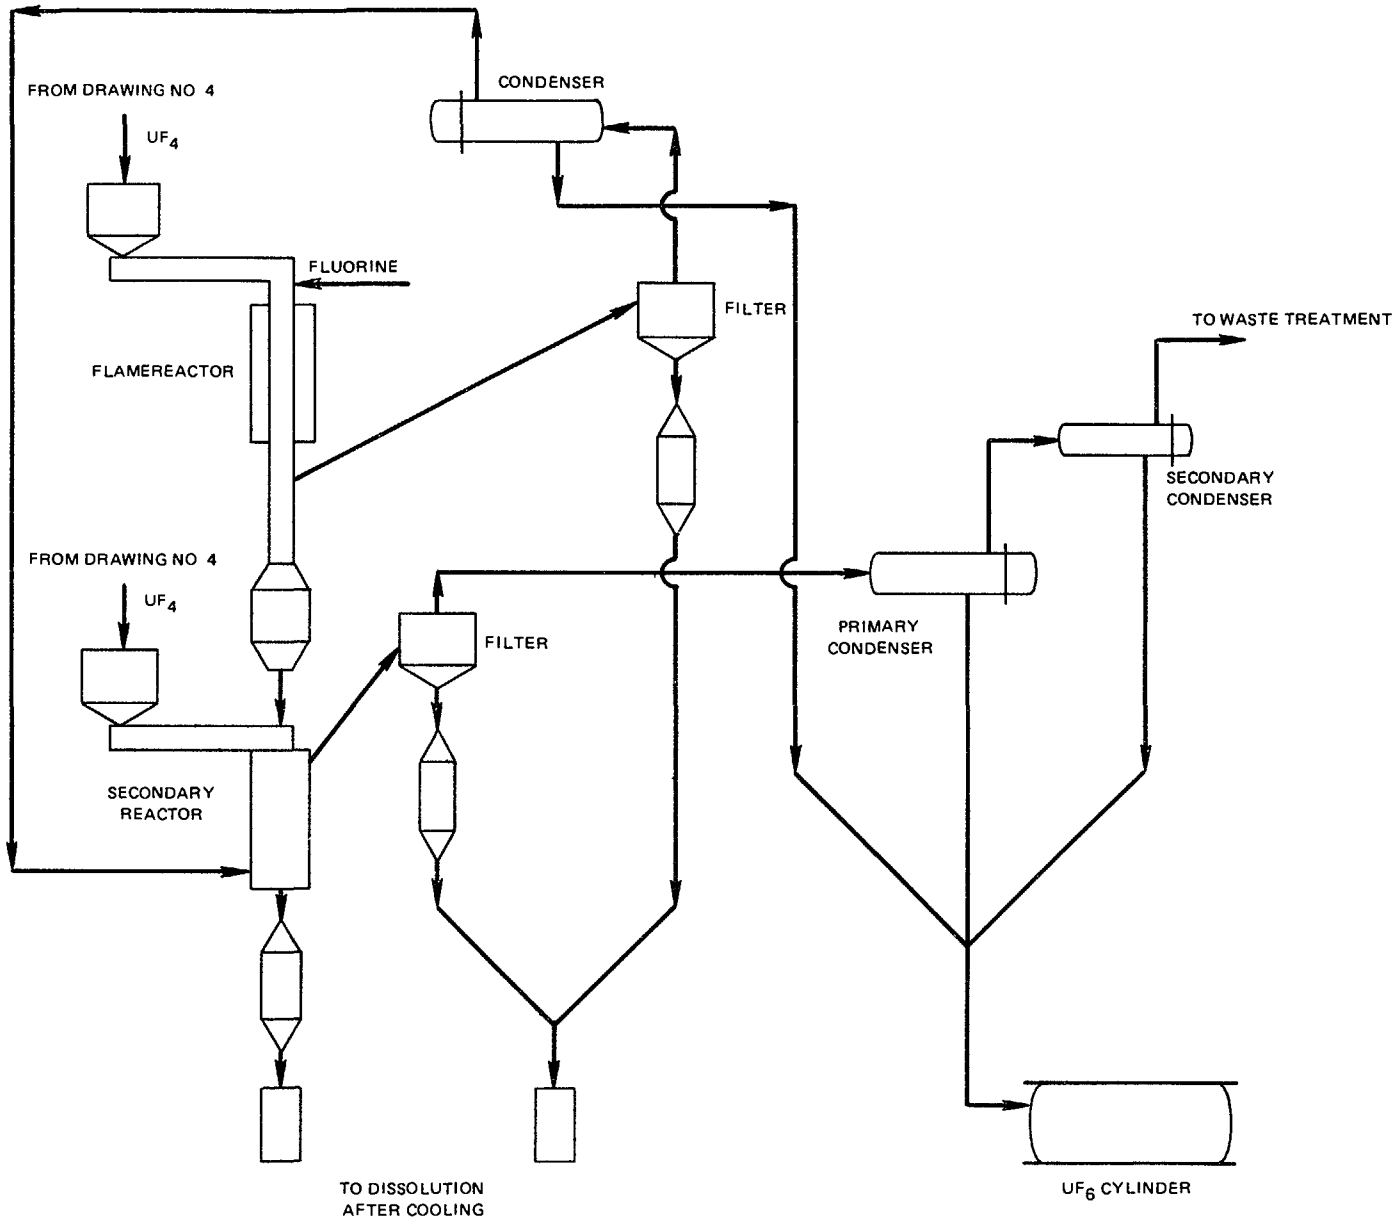 CONDENSER
FROM DRAWING NO 4
UF4
FLUORINE
FILTER
TO WASTE TREATMENT
FLAMEREACTOR
SECONDARY
CONDENSER
FROM DRAWING NO 4
UF4
FILTER
PRIMARY
CONDENSER
SECONDARY
REACTOR
TO DISSOLUTION
AFTER COOLING
UF6 CYLINDER